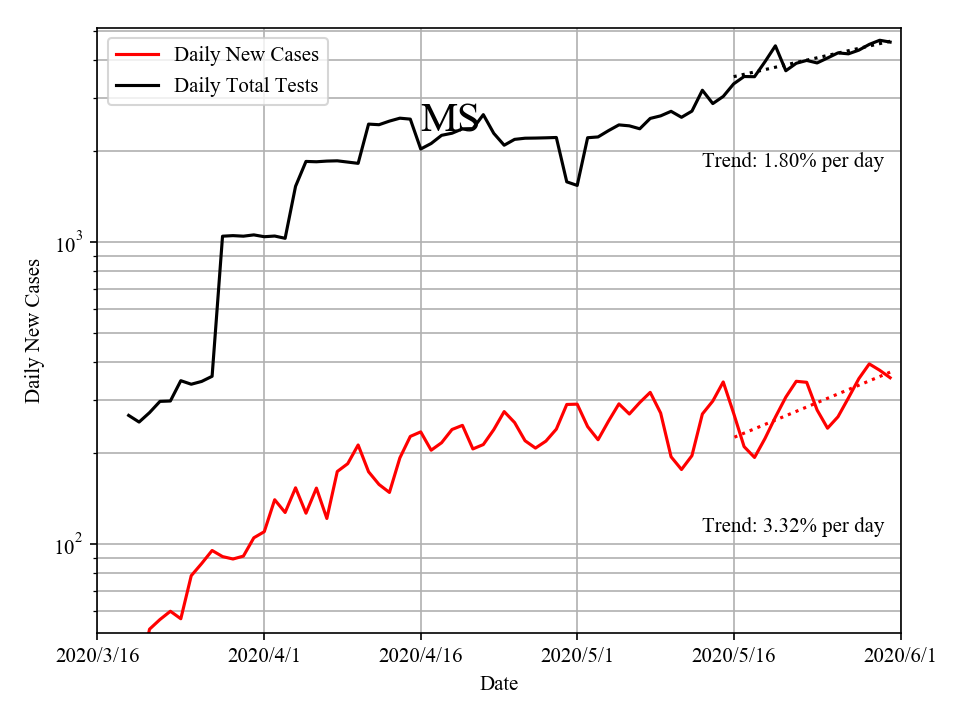 Daily New Cases
Daily Total Tests
MS
Trend: 1.80% per day
10³
Daily New Cases
Trend: 3.32% per day
10²
2020/3/16 2020/4/1 2020/4/16 2020/5/1 2020/5/16 2020/6/1
Date